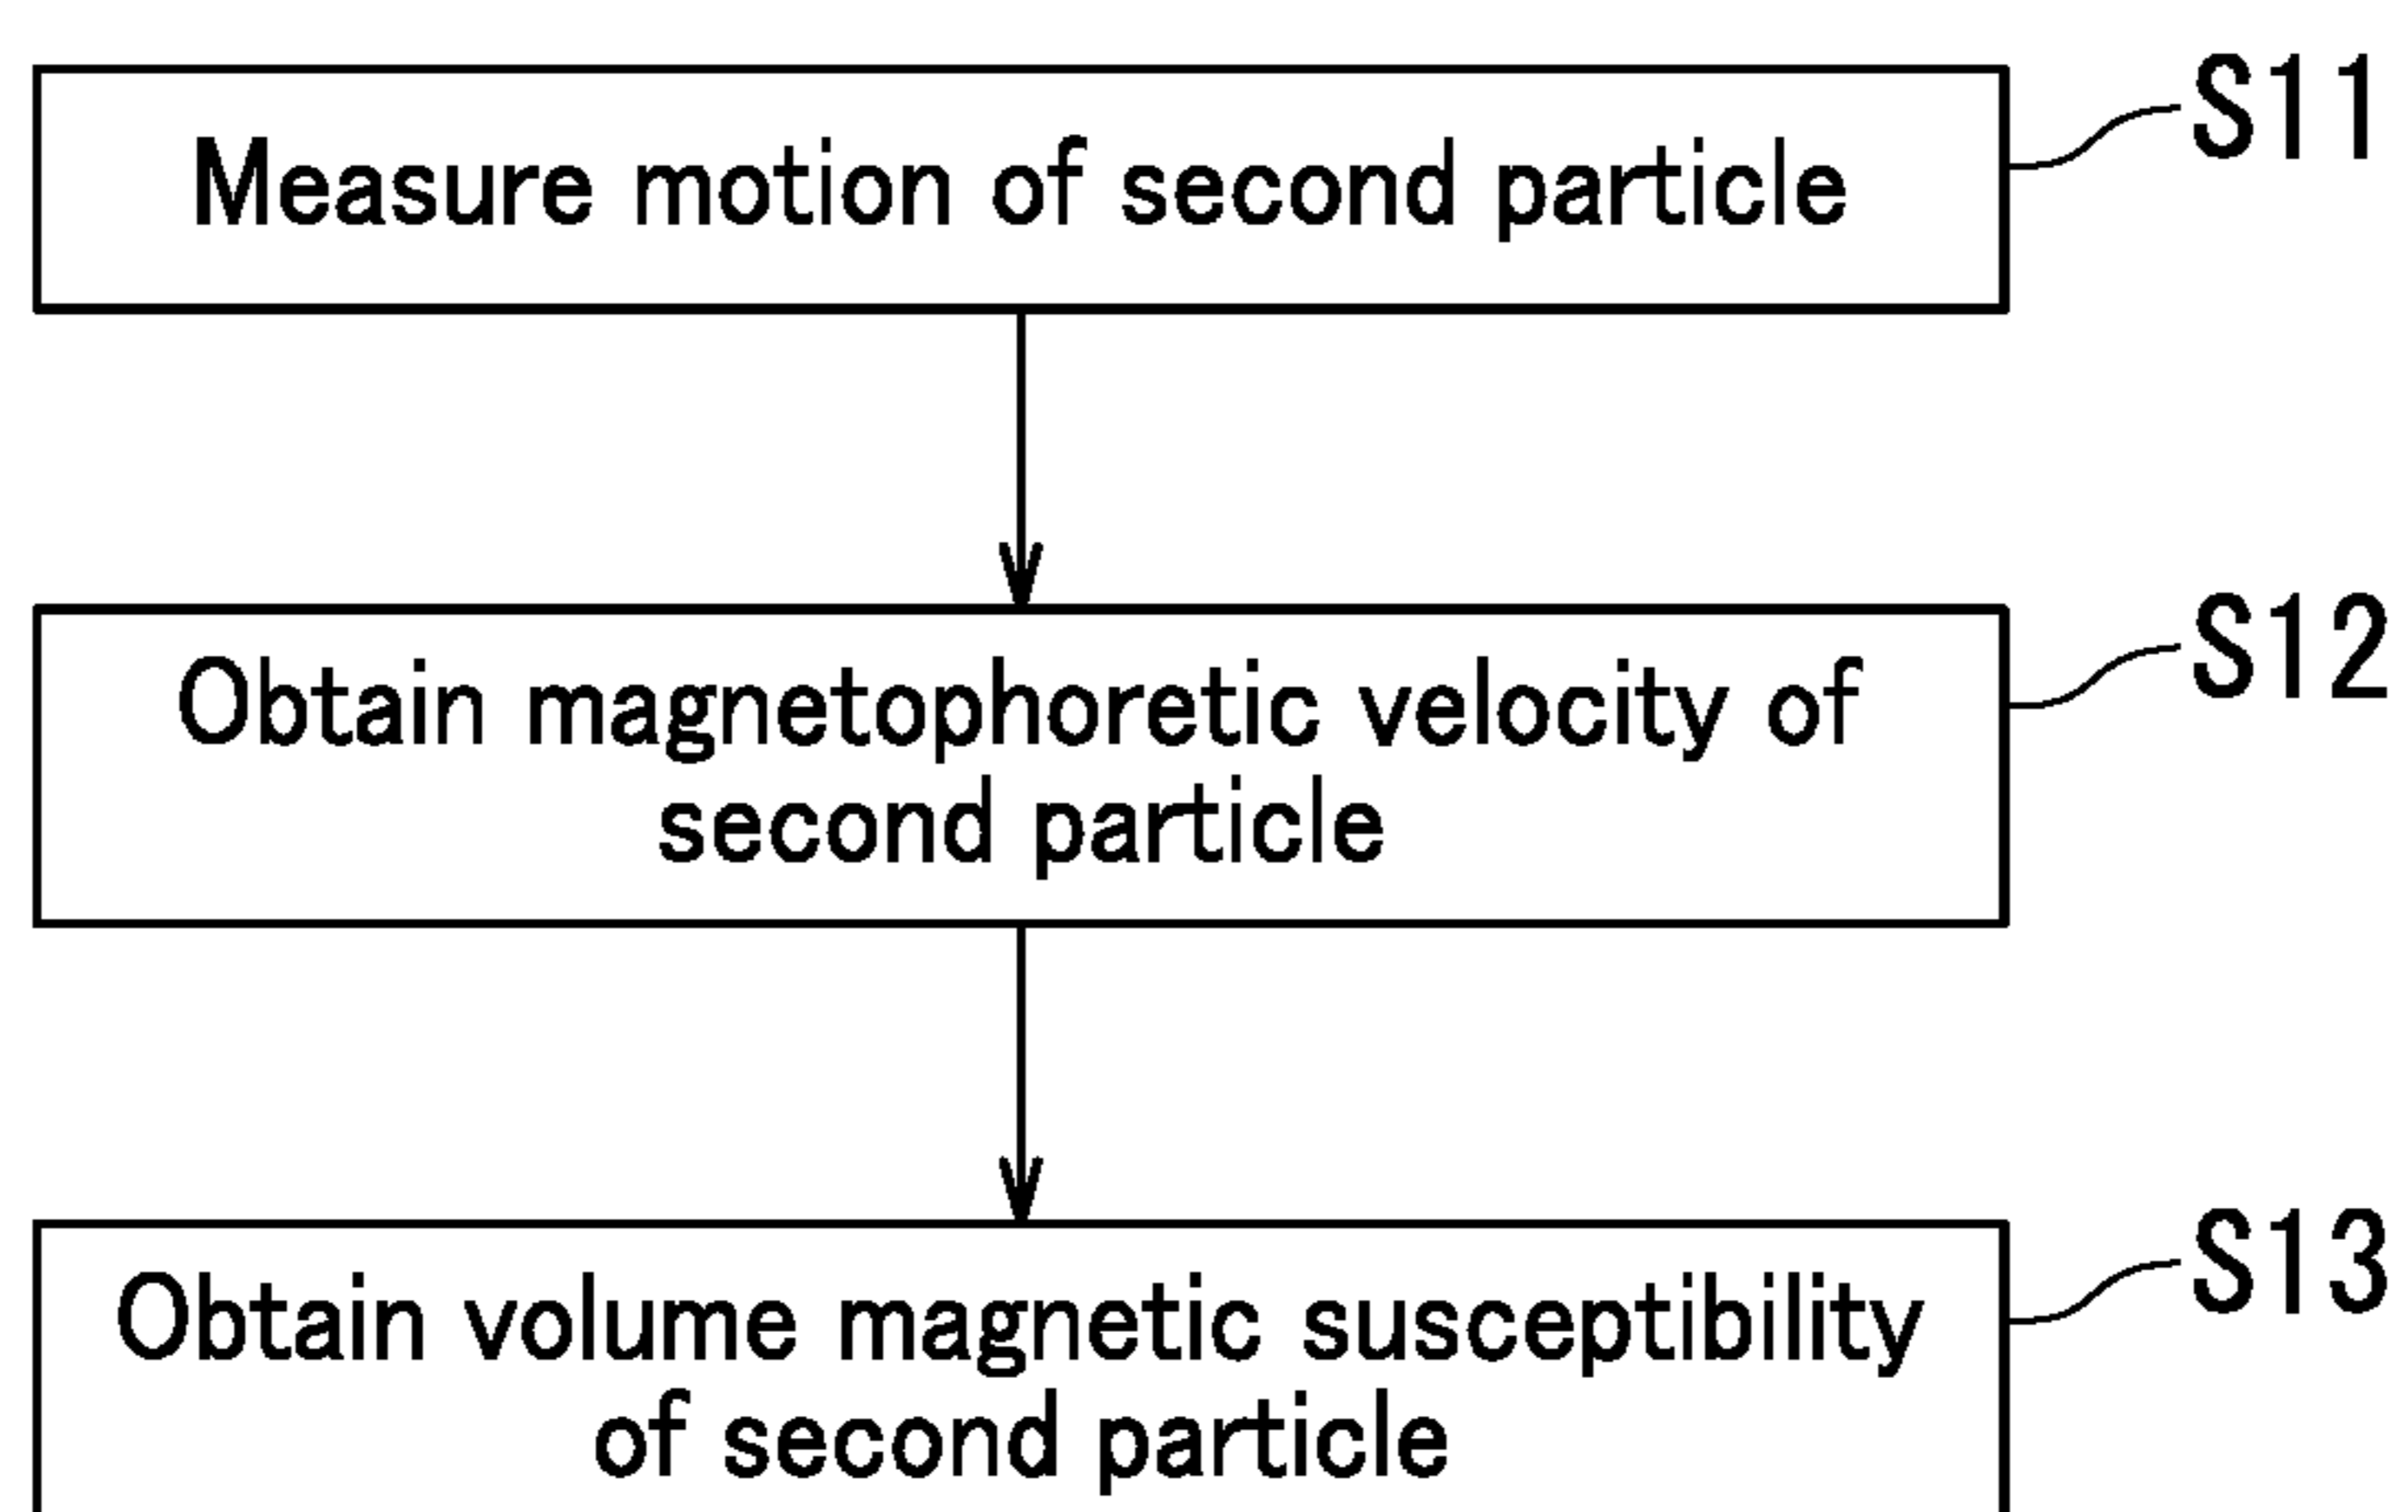 Measure motion of second particle
S11
Obtain magnetophoretic velocity of
second particle
S12
Obtain volume magnetic susceptibility
of second particle
S13